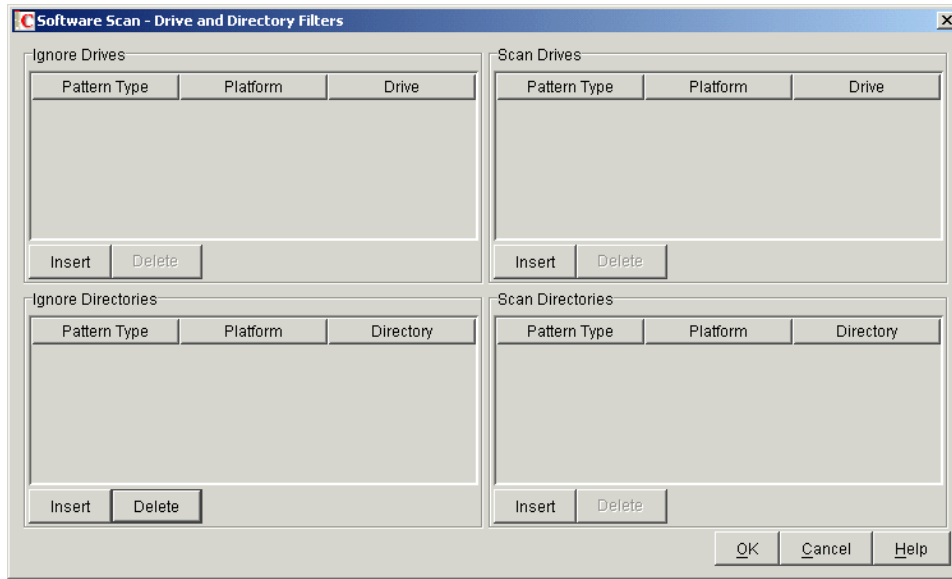 Software Scan - Drive and Directory Filters
Ignore Drives
Pattern Type Platform Drive
Insert Delete
Scan Drives
Pattern Type Platform Drive
Insert Delete
Ignore Directories
Pattern Type Platform Directory
Insert Delete
Scan Directories
Pattern Type Platform Directory
Insert Delete
OK Cancel Help